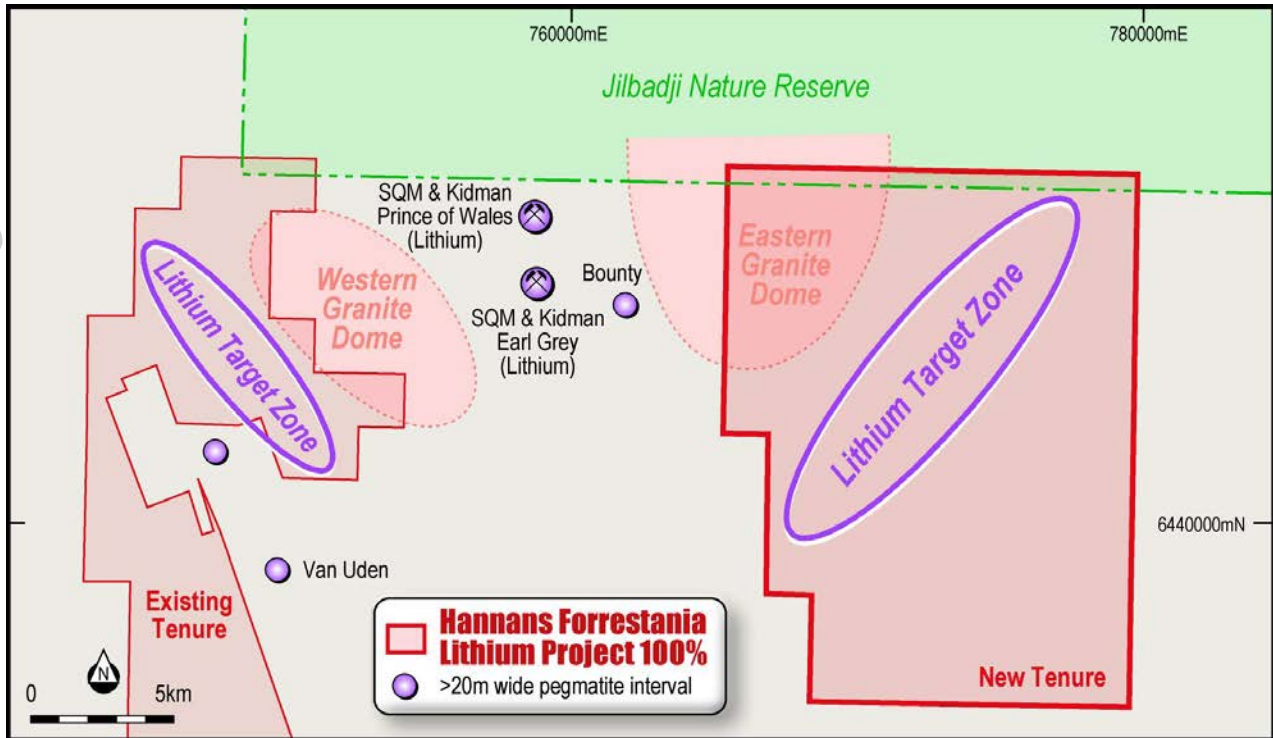 760000mE
780000mE
Jilbadji Nature Reserve
SQM & Kidman
Prince of Wales
(Lithium)
Eastern
Granite
Dome
Western
Granite
Dome
Bounty
Lithium Target Zone
SQM & Kidman
Earl Grey
(Lithium)
Lithium Target Zone
6440000mN
Van Uden
Existing
Tenure
Hannans Forrestania
Lithium Project 100%
>20m wide pegmatite interval
New Tenure
N
0
5km